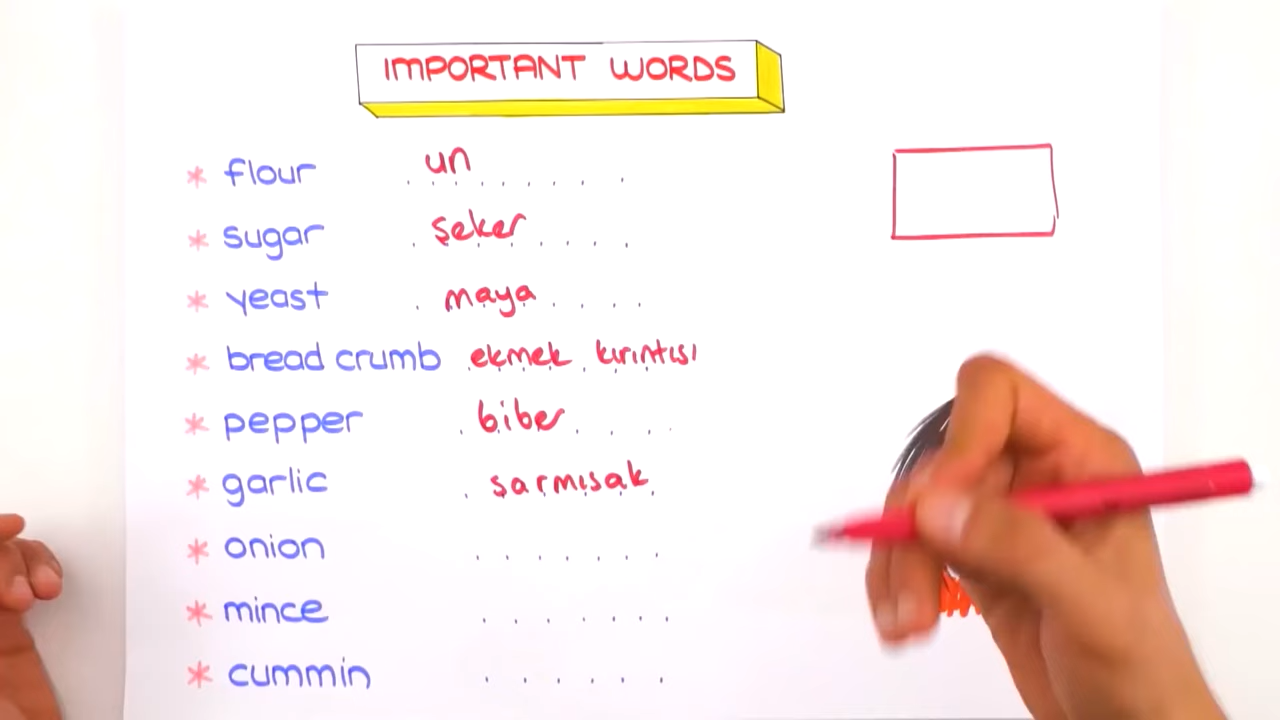 IMPORTANT WORDS
* flour un
* sugar şeker
* yeast maya
* bread crumb ekmek kırıntısı
* pepper biber
* garlic sarmısak
* onion
* mince
* cummin